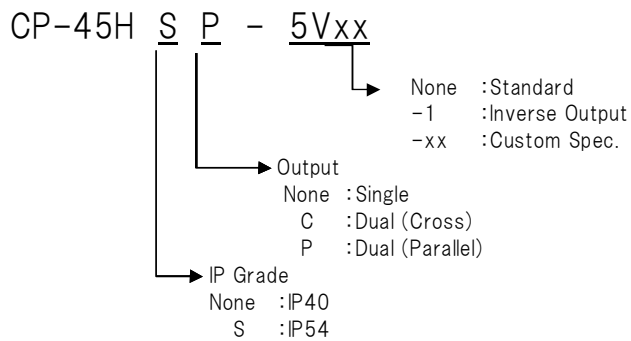 CP-45H S P - 5Vxx
None :Standard
-1 :Inverse Output
-xx :Custom Spec.
Output
None :Single
C :Dual (Cross)
P :Dual (Parallel)
IP Grade
None :IP40
S :IP54